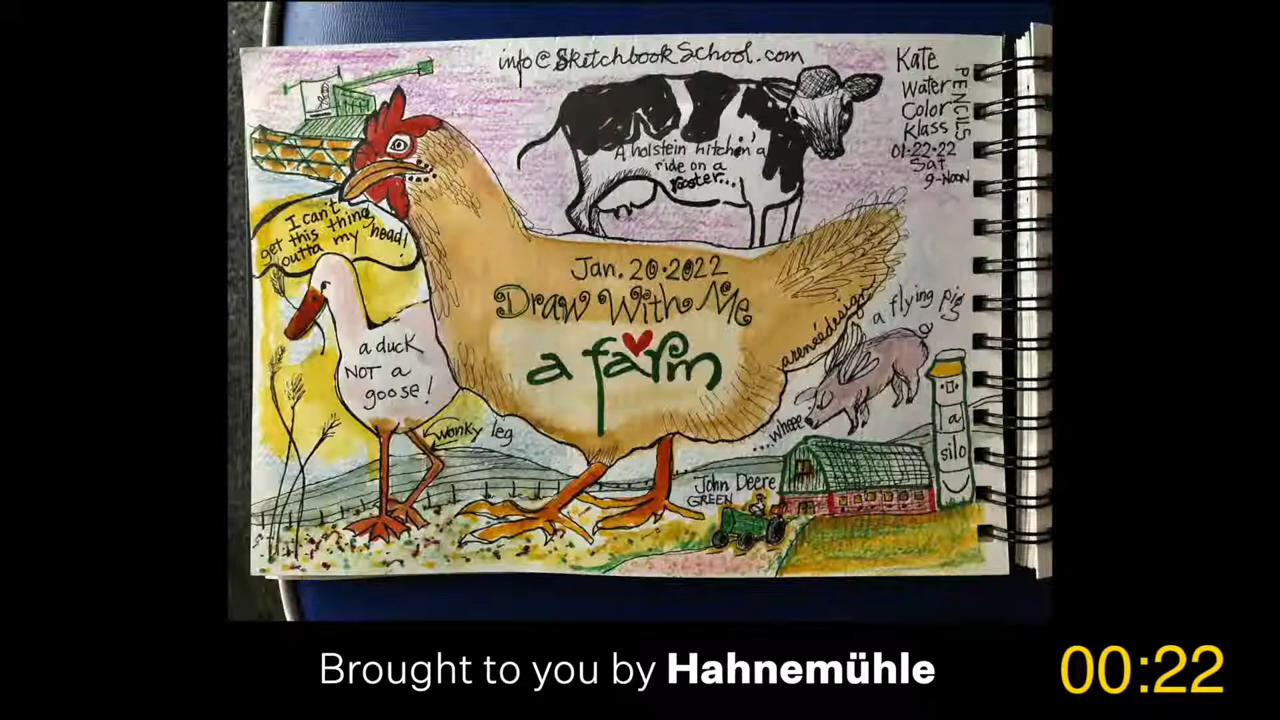 info@SketchbookSchool.com
Kate
Water
Color
Klass
PENCILS
01·22·22
Sat
9-NOON
A holstein hitchin'a
ride on a
rooster...
I can't
get this thing
outta my head!
Jan. 20·2022
Draw With Me
a farm
areneédesign
a flying pig
a duck
NOT a
goose!
wonky leg
...wheee
a
silo
John Deere
GREEN
Brought to you by Hahnemühle
00:22